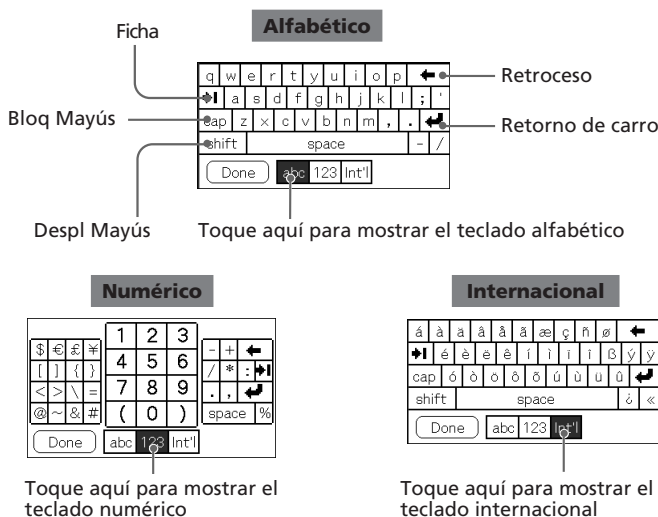 Alfabético
Ficha
q w e r t y u i o p
Retroceso
a s d f g h j k l ; '
Bloq Mayús
cap z x c v b n m , .
Retorno de carro
shift space - /
Done abc 123 Int'l
Despl Mayús
Toque aquí para mostrar el teclado alfabético
Numérico
1 2 3
$ € £ ¥ - +
4 5 6
[ ] { } / * :
7 8 9
< > \ = . ,
@ ~ & # ( 0 ) space %
Done abc 123 Int'l
Toque aquí para mostrar el
teclado numérico
Internacional
á à ä â å ã æ ç ñ ø
é è ë ê í ì ï î ß ý ÿ
cap ó ò ö ô õ ú ù ü û
shift space ¿ «
Done abc 123 Int'l
Toque aquí para mostrar el
teclado internacional